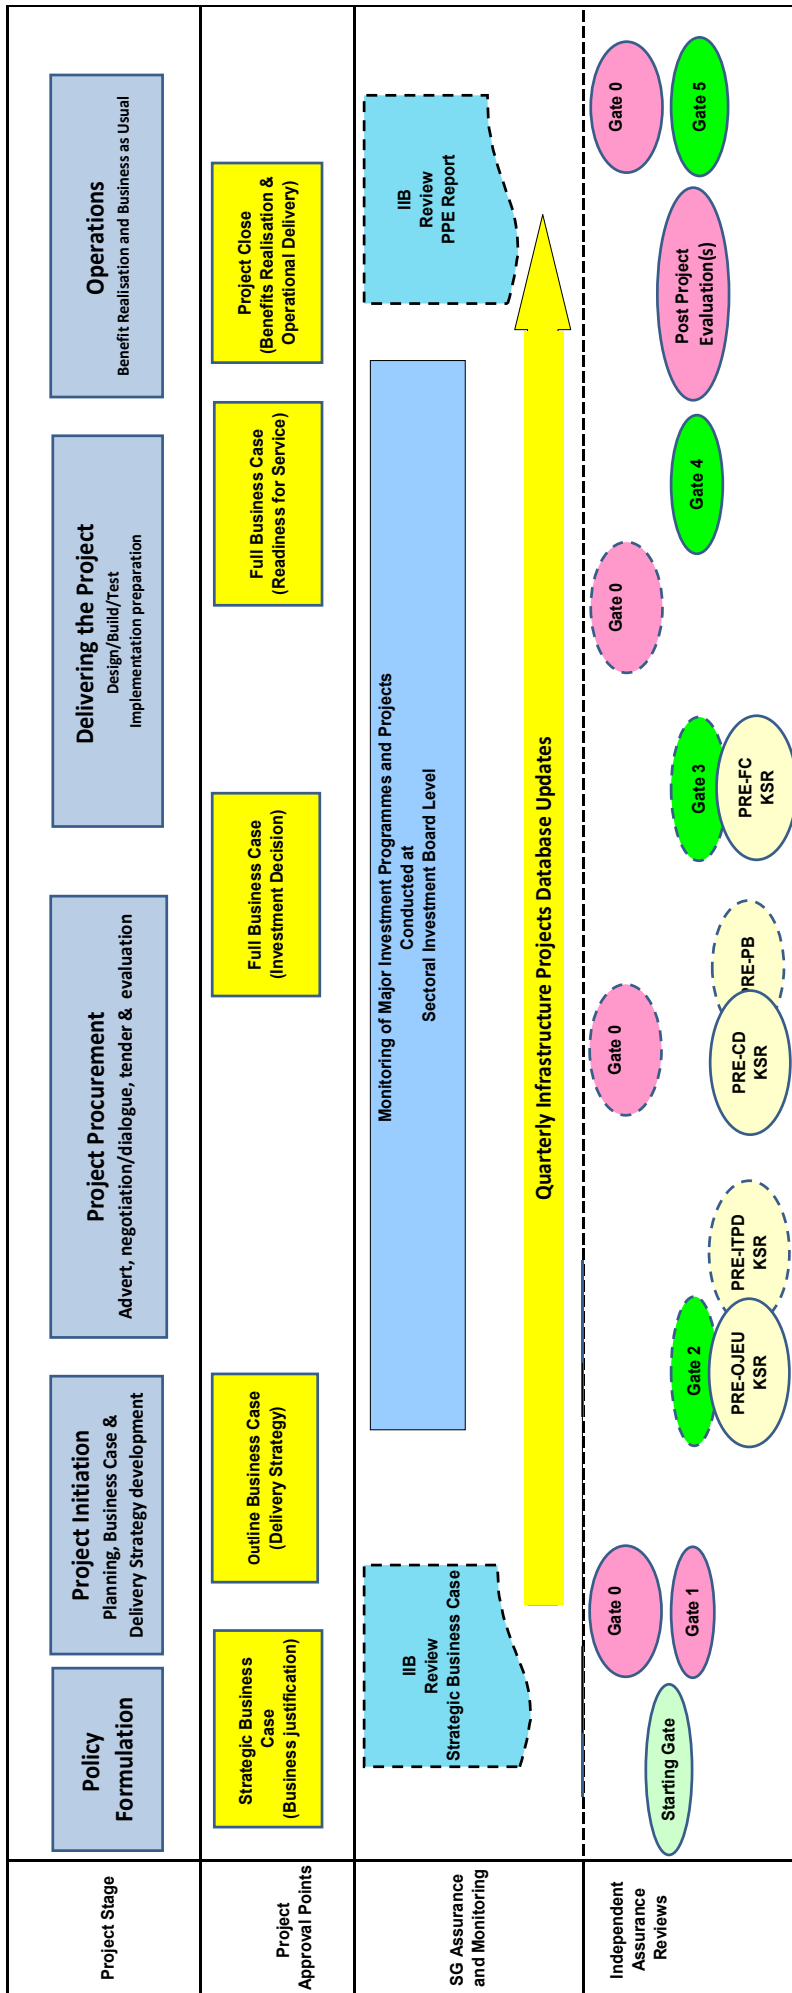 Project Stage
Policy
Formulation
Project Initiation
Planning, Business Case &
Delivery Strategy development
Project Procurement
Advert, negotiation/dialogue, tender & evaluation
Delivering the Project
Design/Build/Test
Implementation preparation
Operations
Benefit Realisation and Business as Usual
Project
Approval Points
Strategic Business
Case
(Business justification)
Outline Business Case
(Delivery Strategy)
Full Business Case
(Investment Decision)
Full Business Case
(Readiness for Service)
Project Close
(Benefits Realisation &
Operational Delivery)
SG Assurance
and Monitoring
IIB
Review
Strategic Business Case
Monitoring of Major Investment Programmes and Projects
Conducted at
Sectoral Investment Board Level
IIB
Review
PPE Report
Quarterly Infrastructure Projects Database Updates
Independent
Assurance
Reviews
Starting Gate
Gate 0
Gate 1
Gate 2
PRE-OJEU
KSR
PRE-ITPD
KSR
Gate 0
PRE-CD
KSR
PRE-PB
Gate 3
PRE-FC
KSR
Gate 0
Gate 4
Post Project
Evaluation(s)
Gate 0
Gate 5